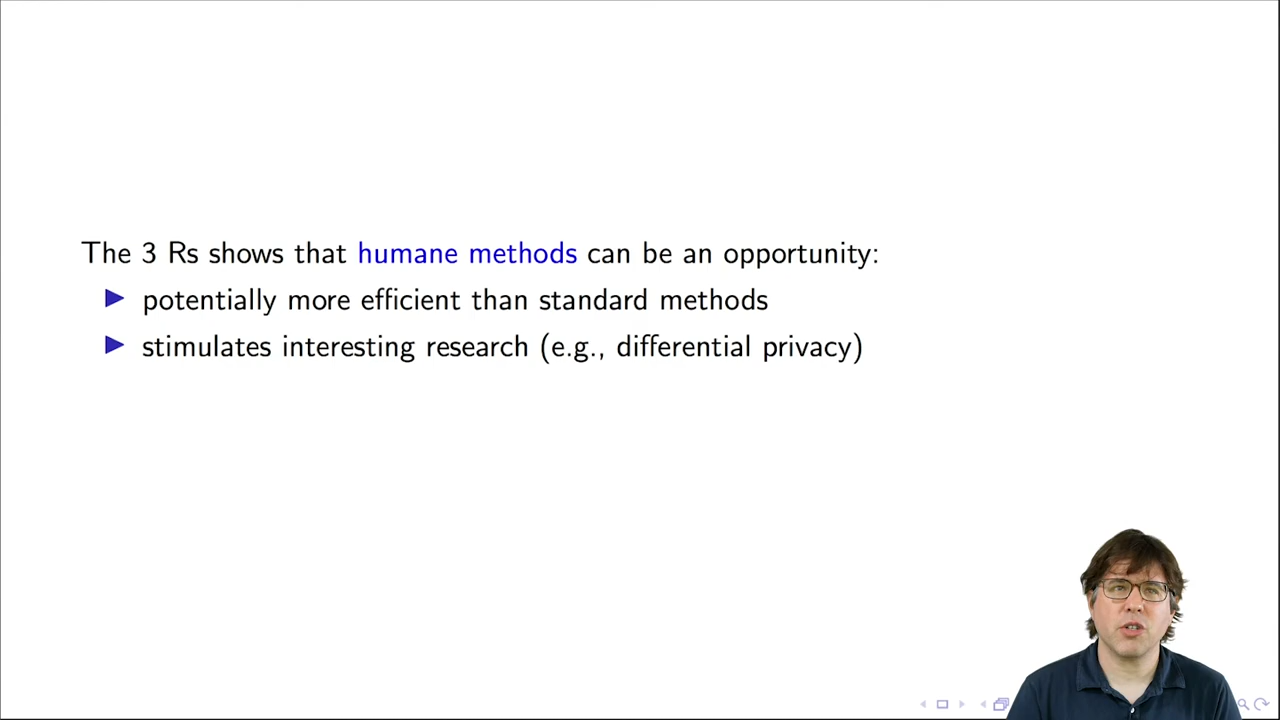 The 3 Rs shows that humane methods can be an opportunity:
potentially more efficient than standard methods
stimulates interesting research (e.g., differential privacy)